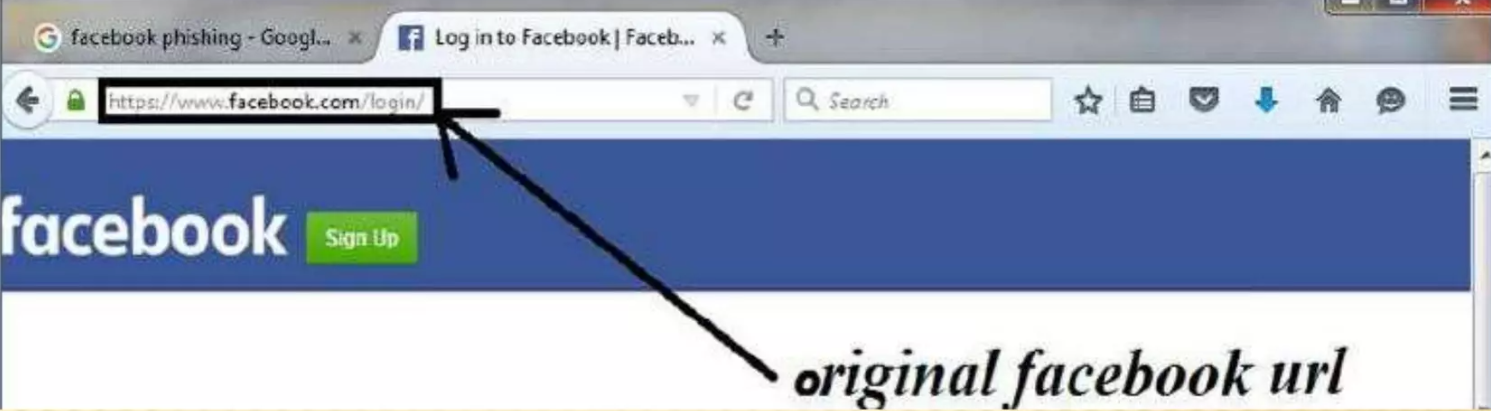 facebook phishing - Googl...
Log in to Facebook | Faceb...
https://www.facebook.com/login/
Search
facebook
Sign Up
original facebook url